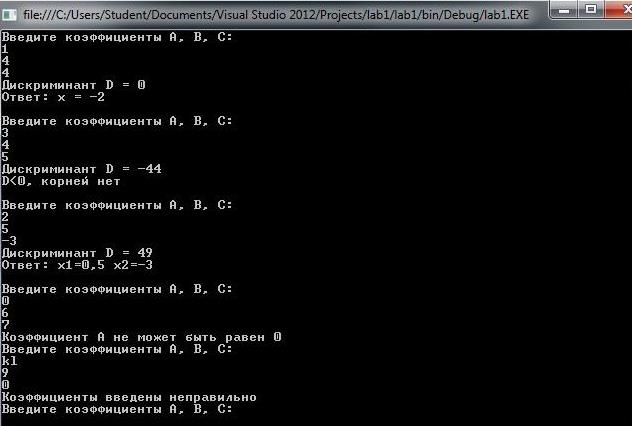 file:///C:/Users/Student/Documents/Visual Studio 2012/Projects/lab1/lab1/bin/Debug/lab1.EXE
Введите коэффициенты A, B, C:
1
4
4
Дискриминант D = 0
Ответ: x = -2
Введите коэффициенты A, B, C:
3
4
5
Дискриминант D = -44
D<0, корней нет
Введите коэффициенты A, B, C:
2
5
-3
Дискриминант D = 49
Ответ: x1=0,5 x2=-3
Введите коэффициенты A, B, C:
0
6
7
Коэффициент A не может быть равен 0
Введите коэффициенты A, B, C:
kl
9
0
Коэффициенты введены неправильно
Введите коэффициенты A, B, C: